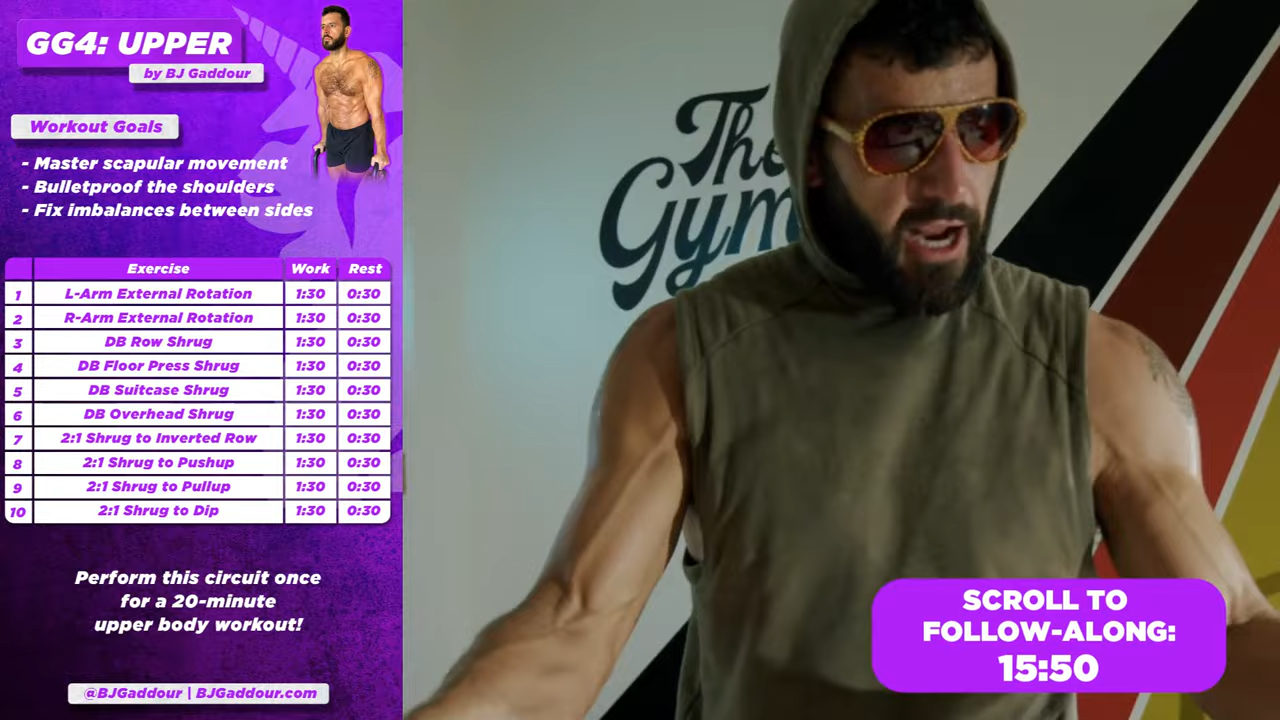 GG4: UPPER
by BJ Gaddour
Workout Goals
- Master scapular movement
- Bulletproof the shoulders
- Fix imbalances between sides
Exercise Work Rest
1 L-Arm External Rotation 1:30 0:30
2 R-Arm External Rotation 1:30 0:30
3 DB Row Shrug 1:30 0:30
4 DB Floor Press Shrug 1:30 0:30
5 DB Suitcase Shrug 1:30 0:30
6 DB Overhead Shrug 1:30 0:30
7 2:1 Shrug to Inverted Row 1:30 0:30
8 2:1 Shrug to Pushup 1:30 0:30
9 2:1 Shrug to Pullup 1:30 0:30
10 2:1 Shrug to Dip 1:30 0:30
Perform this circuit once
for a 20-minute
upper body workout!
@BJGaddour | BJGaddour.com
The
Gym
SCROLL TO
FOLLOW-ALONG:
15:50